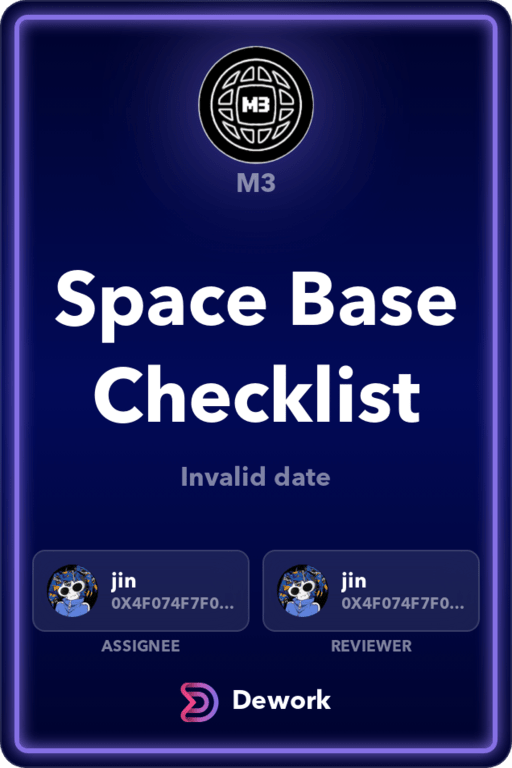 M3
M3
Space Base
Checklist
Invalid date
jin
0X4F074F7F0...
ASSIGNEE
jin
0X4F074F7F0...
REVIEWER
Dework